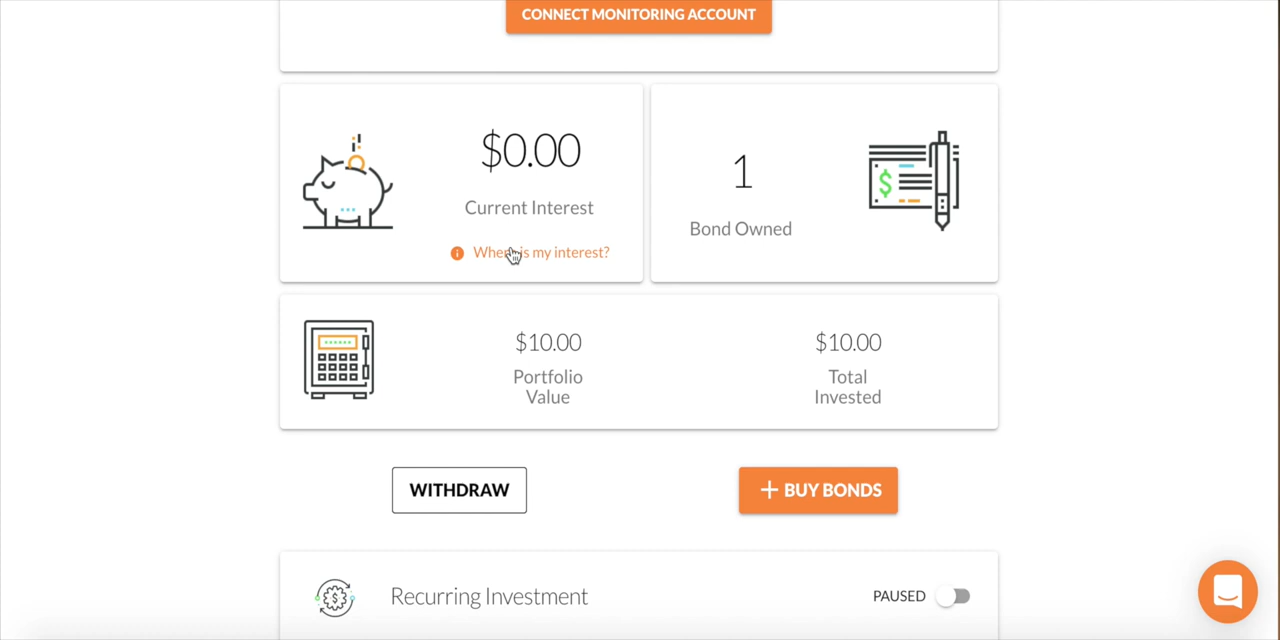 CONNECT MONITORING ACCOUNT
$0.00
Current Interest
Where is my interest?
1
Bond Owned
$10.00
Portfolio
Value
$10.00
Total
Invested
WITHDRAW
+ BUY BONDS
Recurring Investment
PAUSED